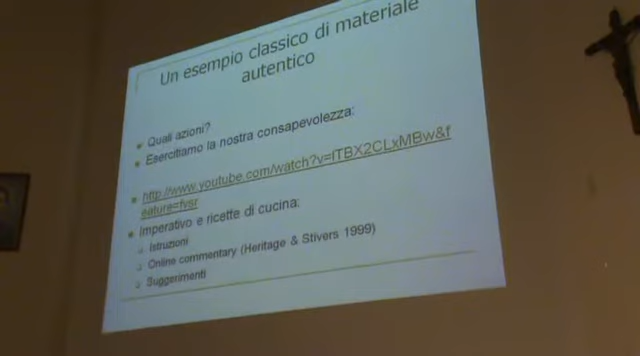 Un esempio classico di materiale
autentico
Quali azioni?
Esercitiamo la nostra consapevolezza:
http://www.youtube.com/watch?v=ITBX2CLxMBw&f
eature=fvsr
Imperativo e ricette di cucina:
Istruzioni
Online commentary (Heritage & Stivers 1999)
Suggerimenti